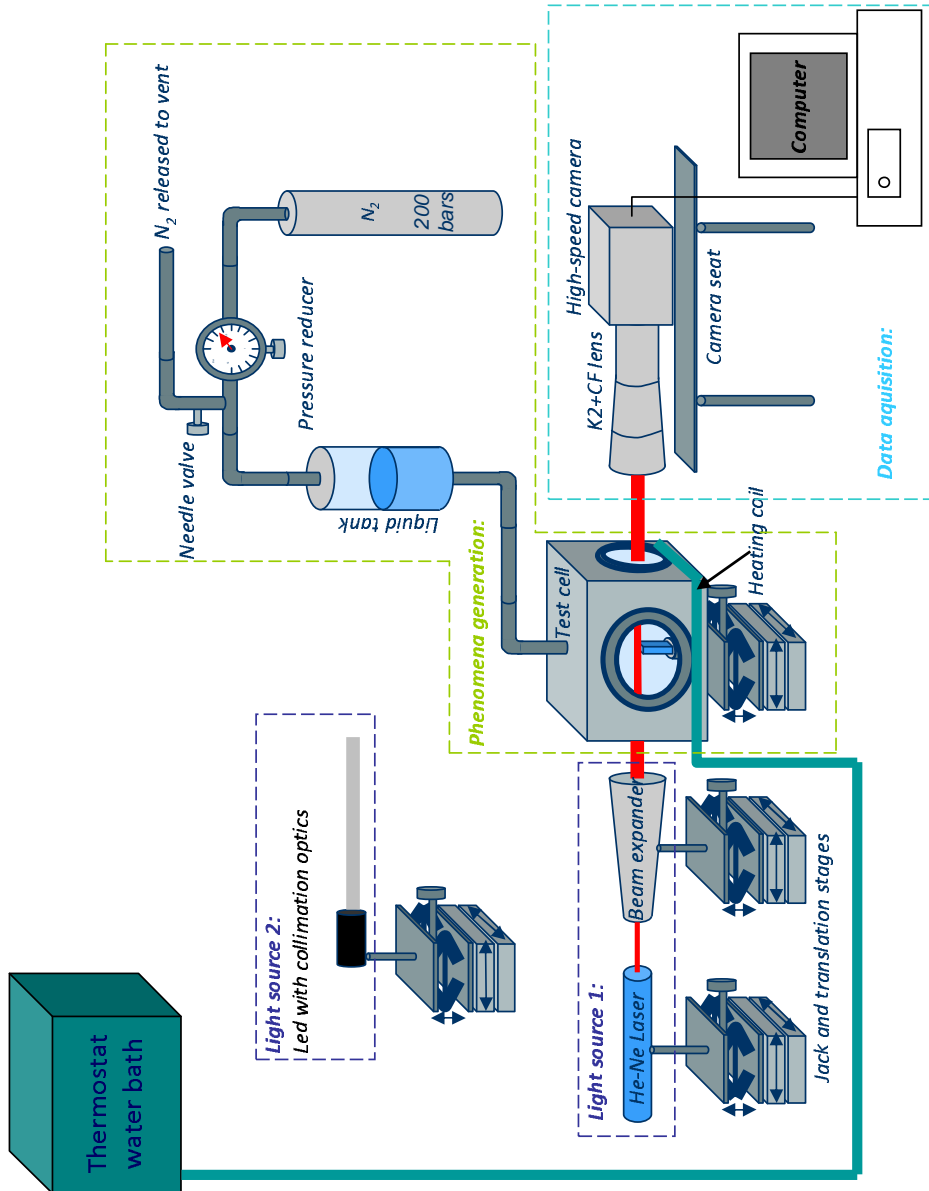 Thermostat
water bath
Light source 2:
Led with collimation optics
Light source 1:
He-Ne Laser
Beam expander
Jack and translation stages
Phenomena generation:
Test cell
Heating coil
Liquid tank
Needle valve
N2 released to vent
Pressure reducer
N2
200
bars
Data aquisition:
K2+CF lens
High-speed camera
Camera seat
Computer